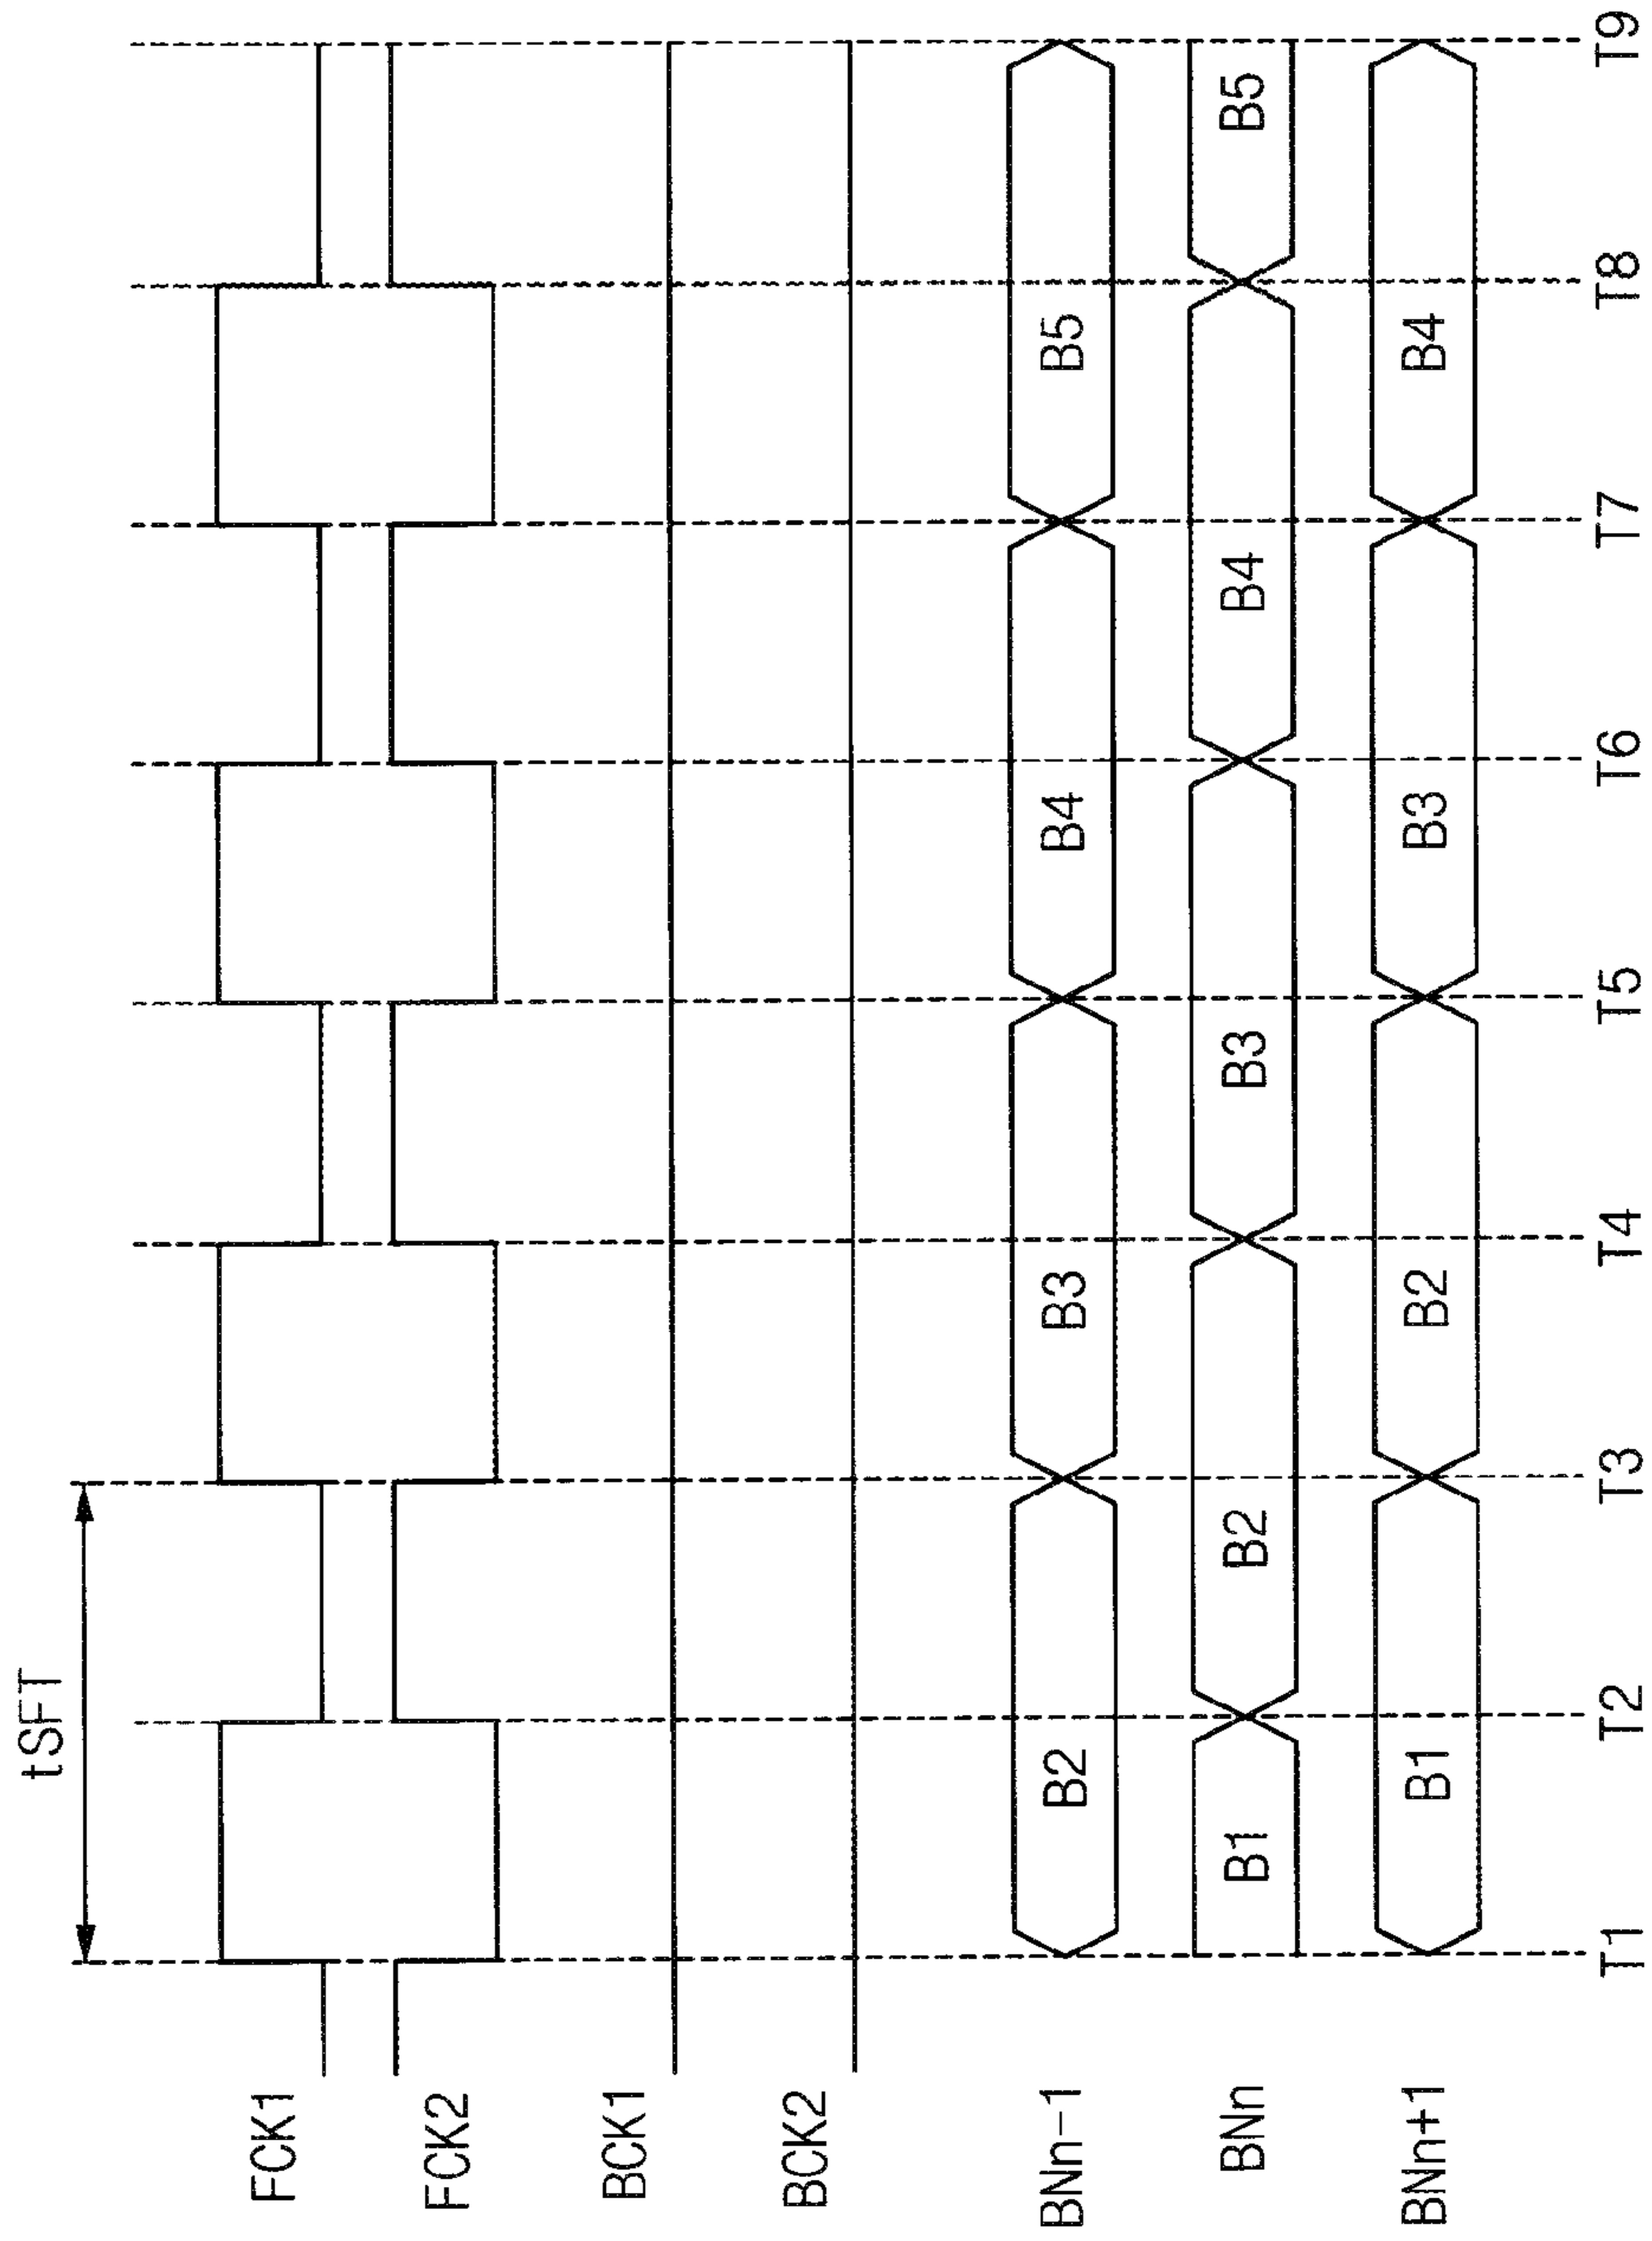 tSFT
FCK1
FCK2
BCK1
BCK2
BNn-1 B2 B3 B4 B5
BNn B1 B2 B3 B4 B5
BNn+1 B1 B2 B3 B4
T1 T2 T3 T4 T5 T6 T7 T8 T9